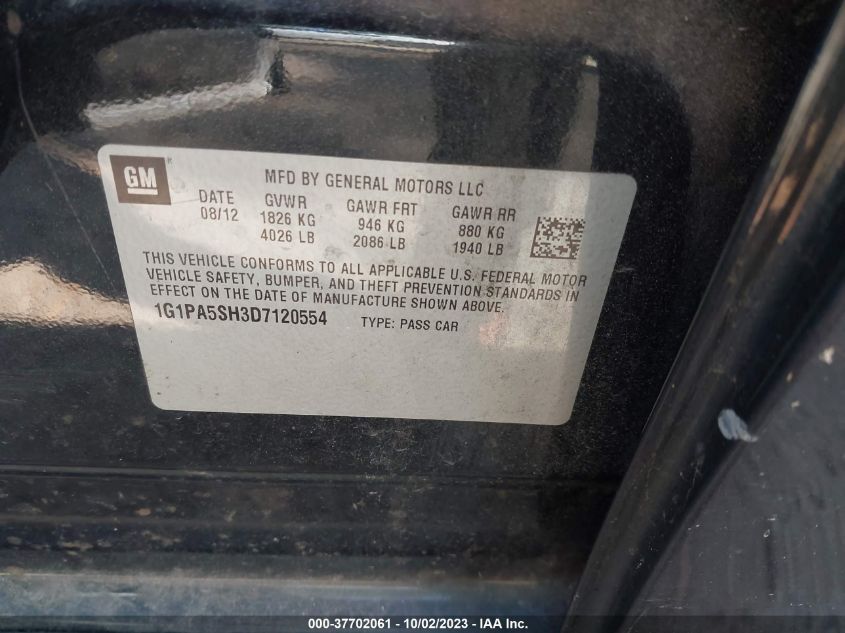 GM
MFD BY GENERAL MOTORS LLC
DATE GVWR GAWR FRT GAWR RR
08/12 1826 KG 946 KG 880 KG
4026 LB 2086 LB 1940 LB
THIS VEHICLE CONFORMS TO ALL APPLICABLE U.S. FEDERAL MOTOR
VEHICLE SAFETY, BUMPER, AND THEFT PREVENTION STANDARDS IN
EFFECT ON THE DATE OF MANUFACTURE SHOWN ABOVE.
1G1PA5SH3D7120554 TYPE: PASS CAR
000-37702061 - 10/02/2023 - IAA Inc.